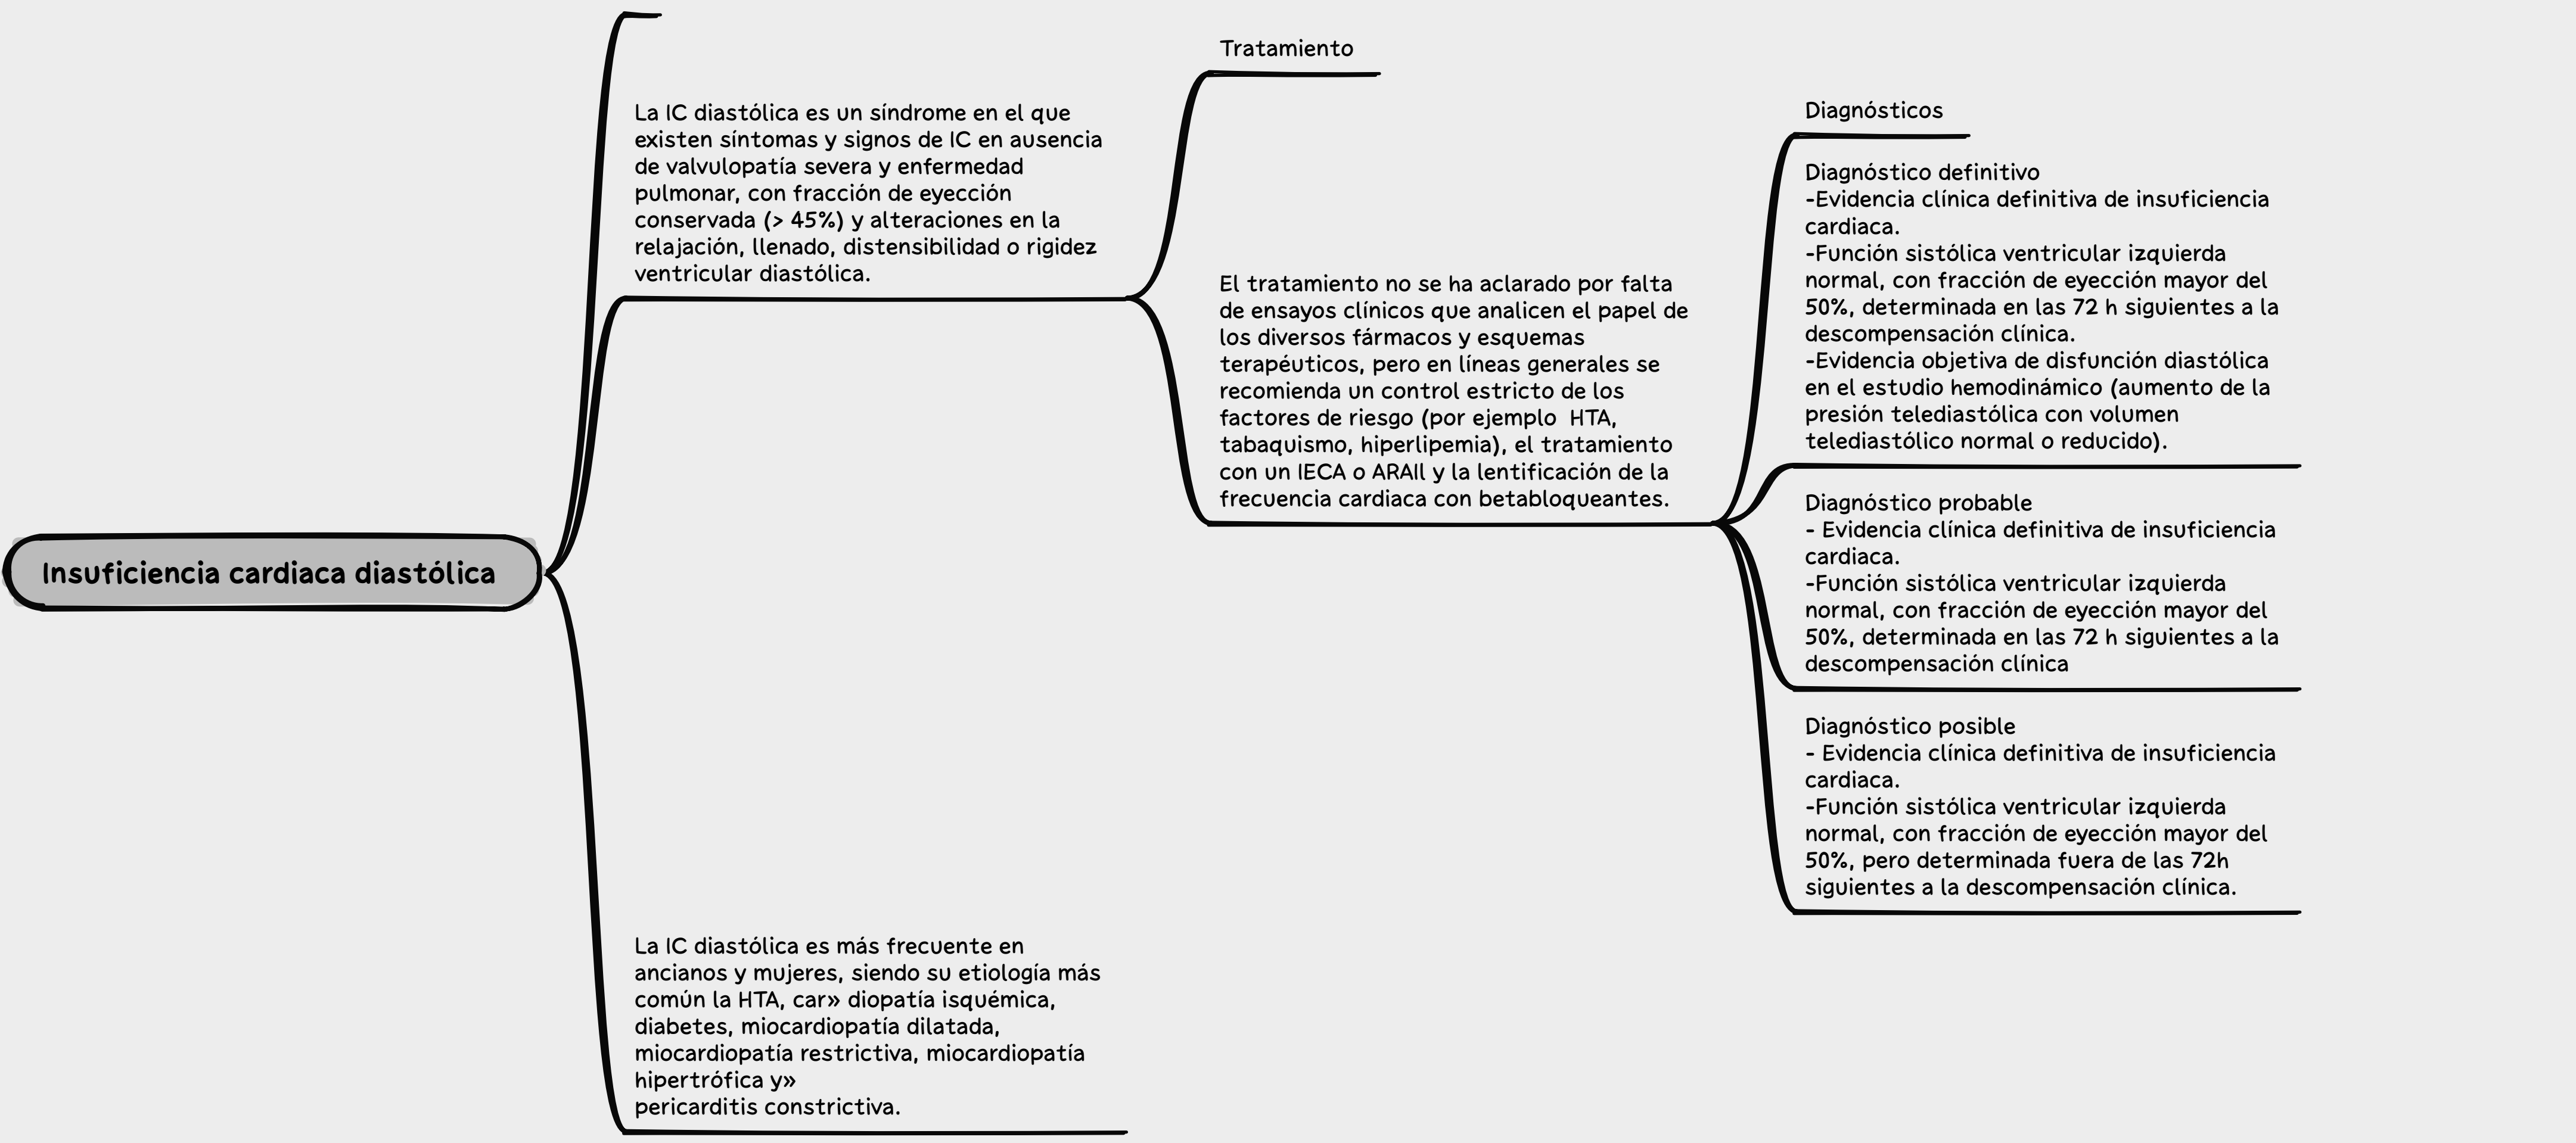 Insuficiencia cardiaca diastólica
La IC diastólica es un síndrome en el que
existen síntomas y signos de IC en ausencia
de valvulopatía severa y enfermedad
pulmonar, con fracción de eyección
conservada (> 45%) y alteraciones en la
relajación, llenado, distensibilidad o rigidez
ventricular diastólica.
Tratamiento
El tratamiento no se ha aclarado por falta
de ensayos clínicos que analicen el papel de
los diversos fármacos y esquemas
terapéuticos, pero en líneas generales se
recomienda un control estricto de los
factores de riesgo (por ejemplo  HTA,
tabaquismo, hiperlipemia), el tratamiento
con un IECA o ARAIl y la lentificación de la
frecuencia cardiaca con betabloqueantes.
Diagnósticos
Diagnóstico definitivo
-Evidencia clínica definitiva de insuficiencia
cardiaca.
-Función sistólica ventricular izquierda
normal, con fracción de eyección mayor del
50%, determinada en las 72 h siguientes a la
descompensación clínica.
-Evidencia objetiva de disfunción diastólica
en el estudio hemodinámico (aumento de la
presión telediastólica con volumen
telediastólico normal o reducido).
Diagnóstico probable
- Evidencia clínica definitiva de insuficiencia
cardiaca.
-Función sistólica ventricular izquierda
normal, con fracción de eyección mayor del
50%, determinada en las 72 h siguientes a la
descompensación clínica
Diagnóstico posible
- Evidencia clínica definitiva de insuficiencia
cardiaca.
-Función sistólica ventricular izquierda
normal, con fracción de eyección mayor del
50%, pero determinada fuera de las 72h
siguientes a la descompensación clínica.
La IC diastólica es más frecuente en
ancianos y mujeres, siendo su etiología más
común la HTA, car» diopatía isquémica,
diabetes, miocardiopatía dilatada,
miocardiopatía restrictiva, miocardiopatía
hipertrófica y»
pericarditis constrictiva.